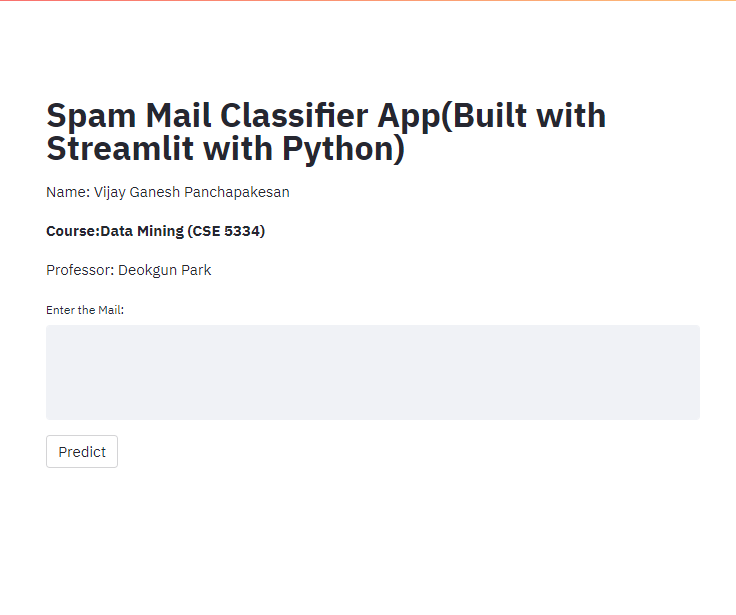 Spam Mail Classifier App(Built with
Streamlit with Python)
Name: Vijay Ganesh Panchapakesan
Course:Data Mining (CSE 5334)
Professor: Deokgun Park
Enter the Mail:
Predict